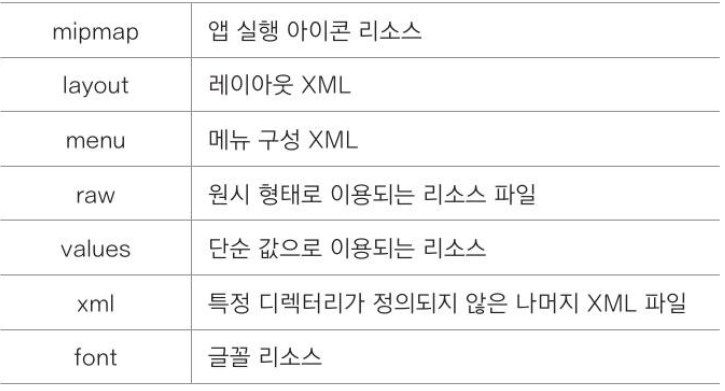 mipmap 앱 실행 아이콘 리소스
layout 레이아웃 XML
menu 메뉴 구성 XML
raw 원시 형태로 이용되는 리소스 파일
values 단순 값으로 이용되는 리소스
xml 특정 디렉터리가 정의되지 않은 나머지 XML 파일
font 글꼴 리소스